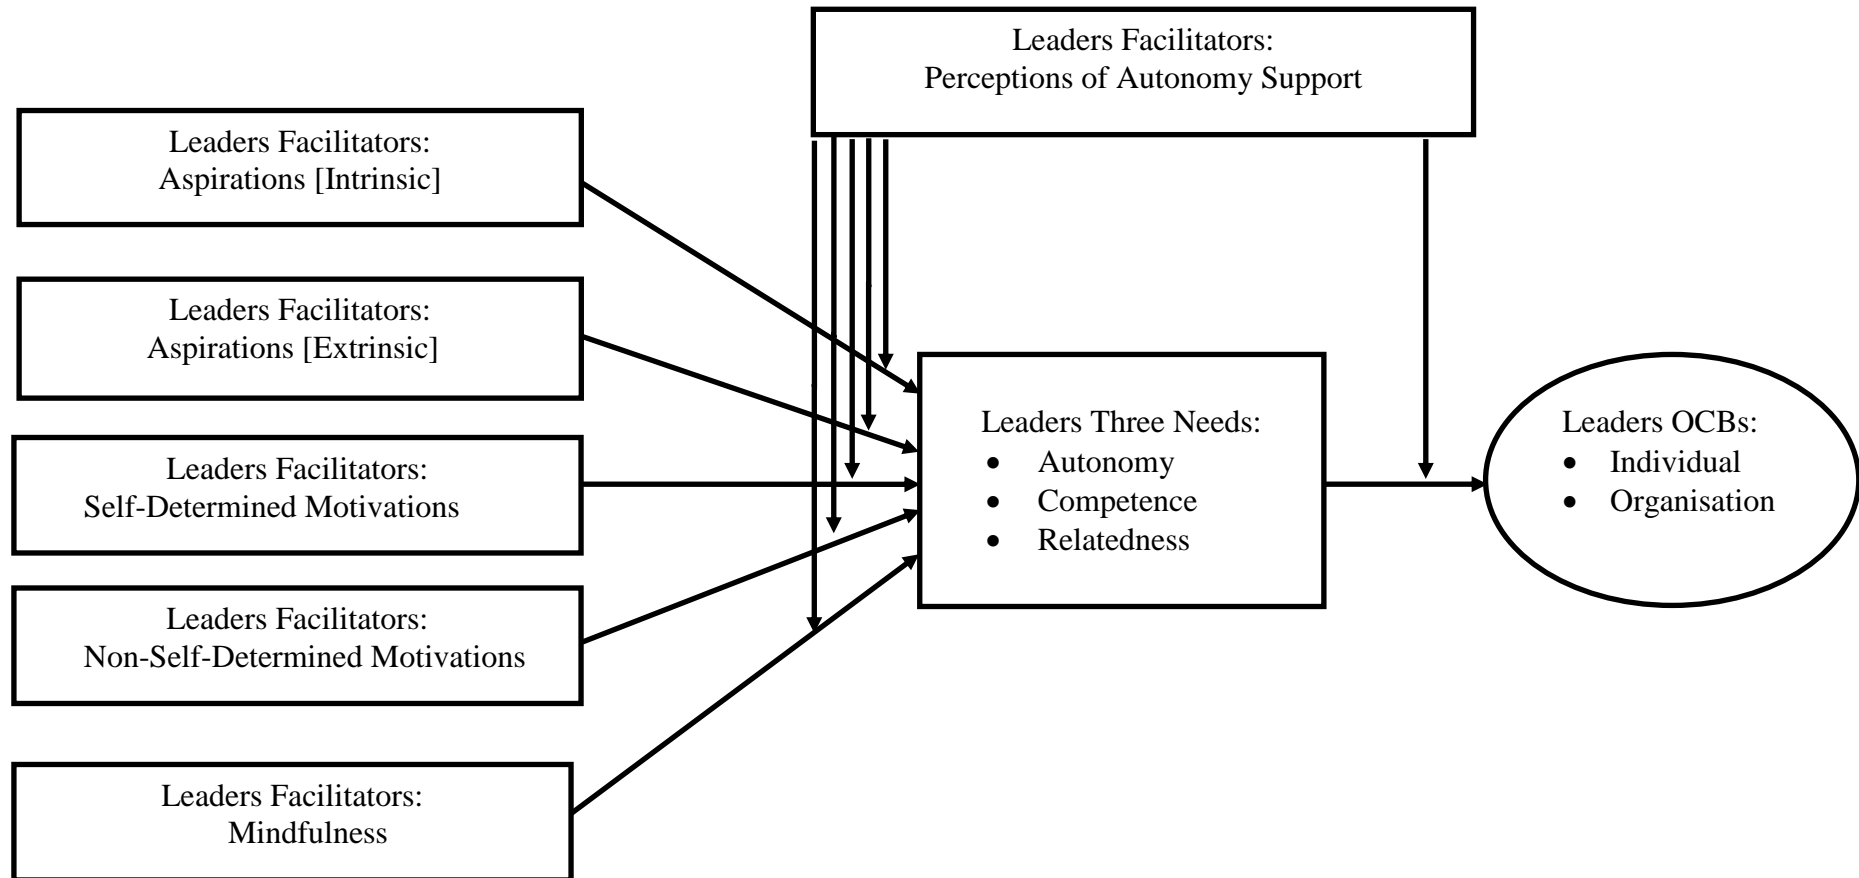 Leaders Facilitators:
Perceptions of Autonomy Support
Leaders Facilitators:
Aspirations [Intrinsic]
Leaders Facilitators:
Aspirations [Extrinsic]
Leaders Facilitators:
Self-Determined Motivations
Leaders Facilitators:
Non-Self-Determined Motivations
Leaders Facilitators:
Mindfulness
Leaders Three Needs:
• Autonomy
• Competence
• Relatedness
Leaders OCBs:
• Individual
• Organisation